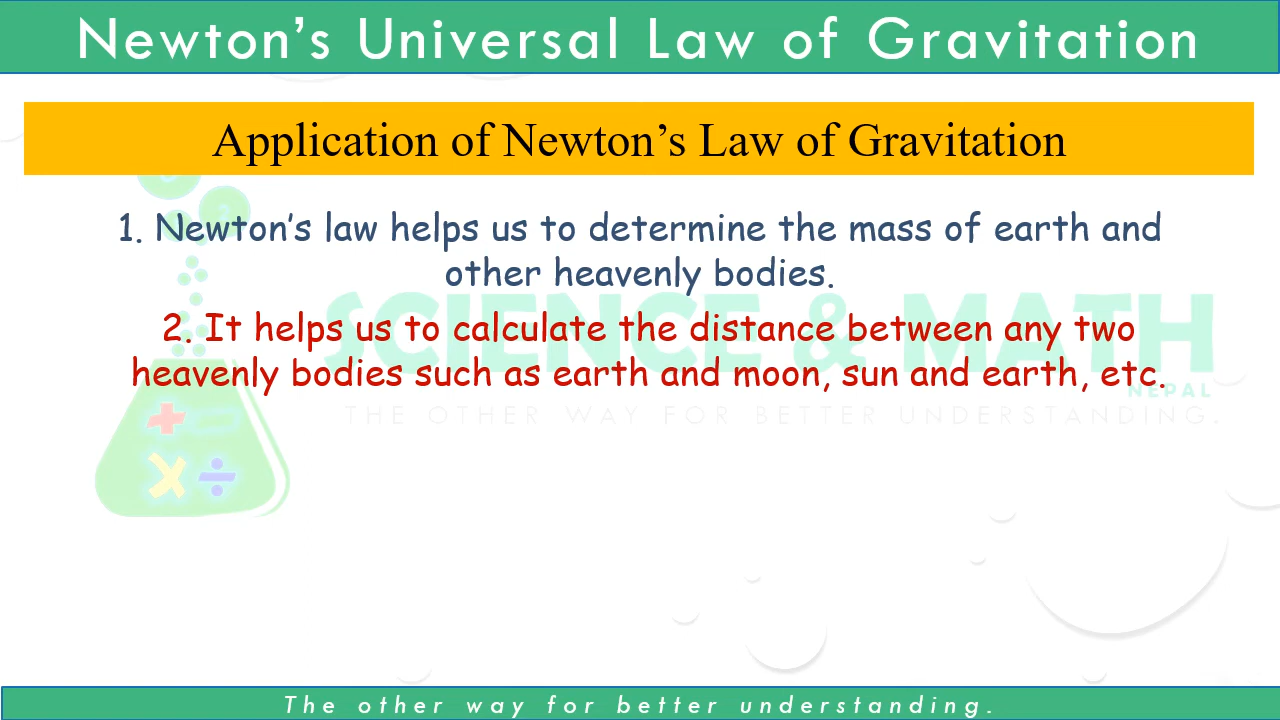 Newton's Universal Law of Gravitation
Application of Newton's Law of Gravitation
1. Newton's law helps us to determine the mass of earth and
other heavenly bodies.
2. It helps us to calculate the distance between any two
heavenly bodies such as earth and moon, sun and earth, etc.
SCIENCE & MATH
NEPAL
THE OTHER WAY FOR BETTER UNDERSTANDING.
The other way for better understanding.